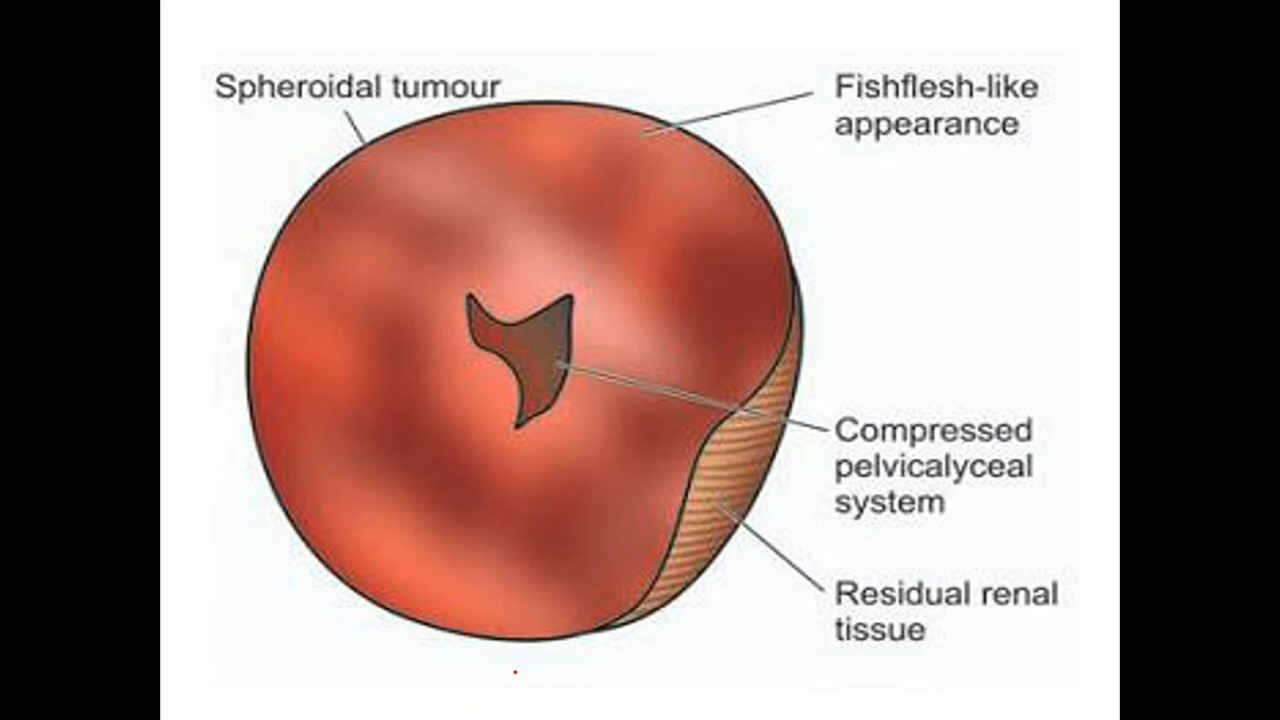 Spheroidal tumour
Fishflesh-like
appearance
Compressed
pelvicalyceal
system
Residual renal
tissue